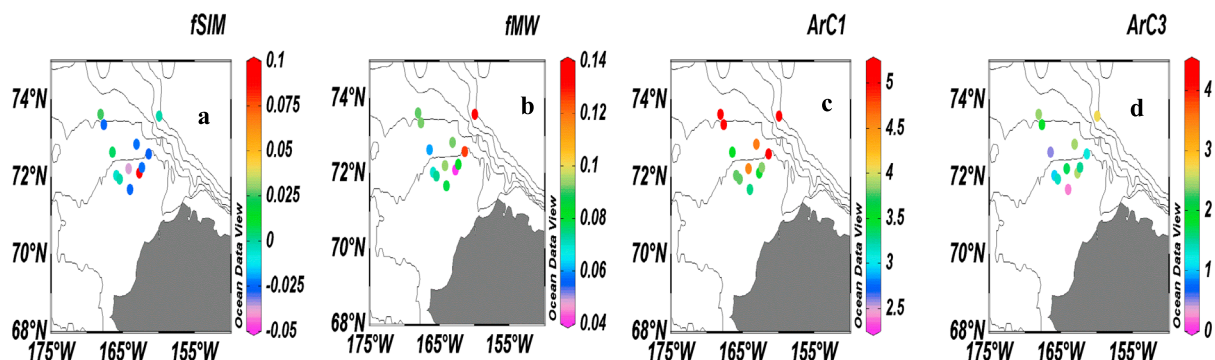 fSIM
a
74°N
72°N
70°N
68°N
175°W 165°W 155°W
0.1
0.075
0.05
0.025
0
-0.025
-0.05
Ocean Data View
fMW
b
74°N
72°N
70°N
68°N
175°W 165°W 155°W
0.14
0.12
0.1
0.08
0.06
0.04
Ocean Data View
ArC1
c
74°N
72°N
70°N
68°N
175°W 165°W 155°W
5
4.5
4
3.5
3
2.5
Ocean Data View
ArC3
d
74°N
72°N
70°N
68°N
175°W 165°W 155°W
4
3
2
1
0
Ocean Data View